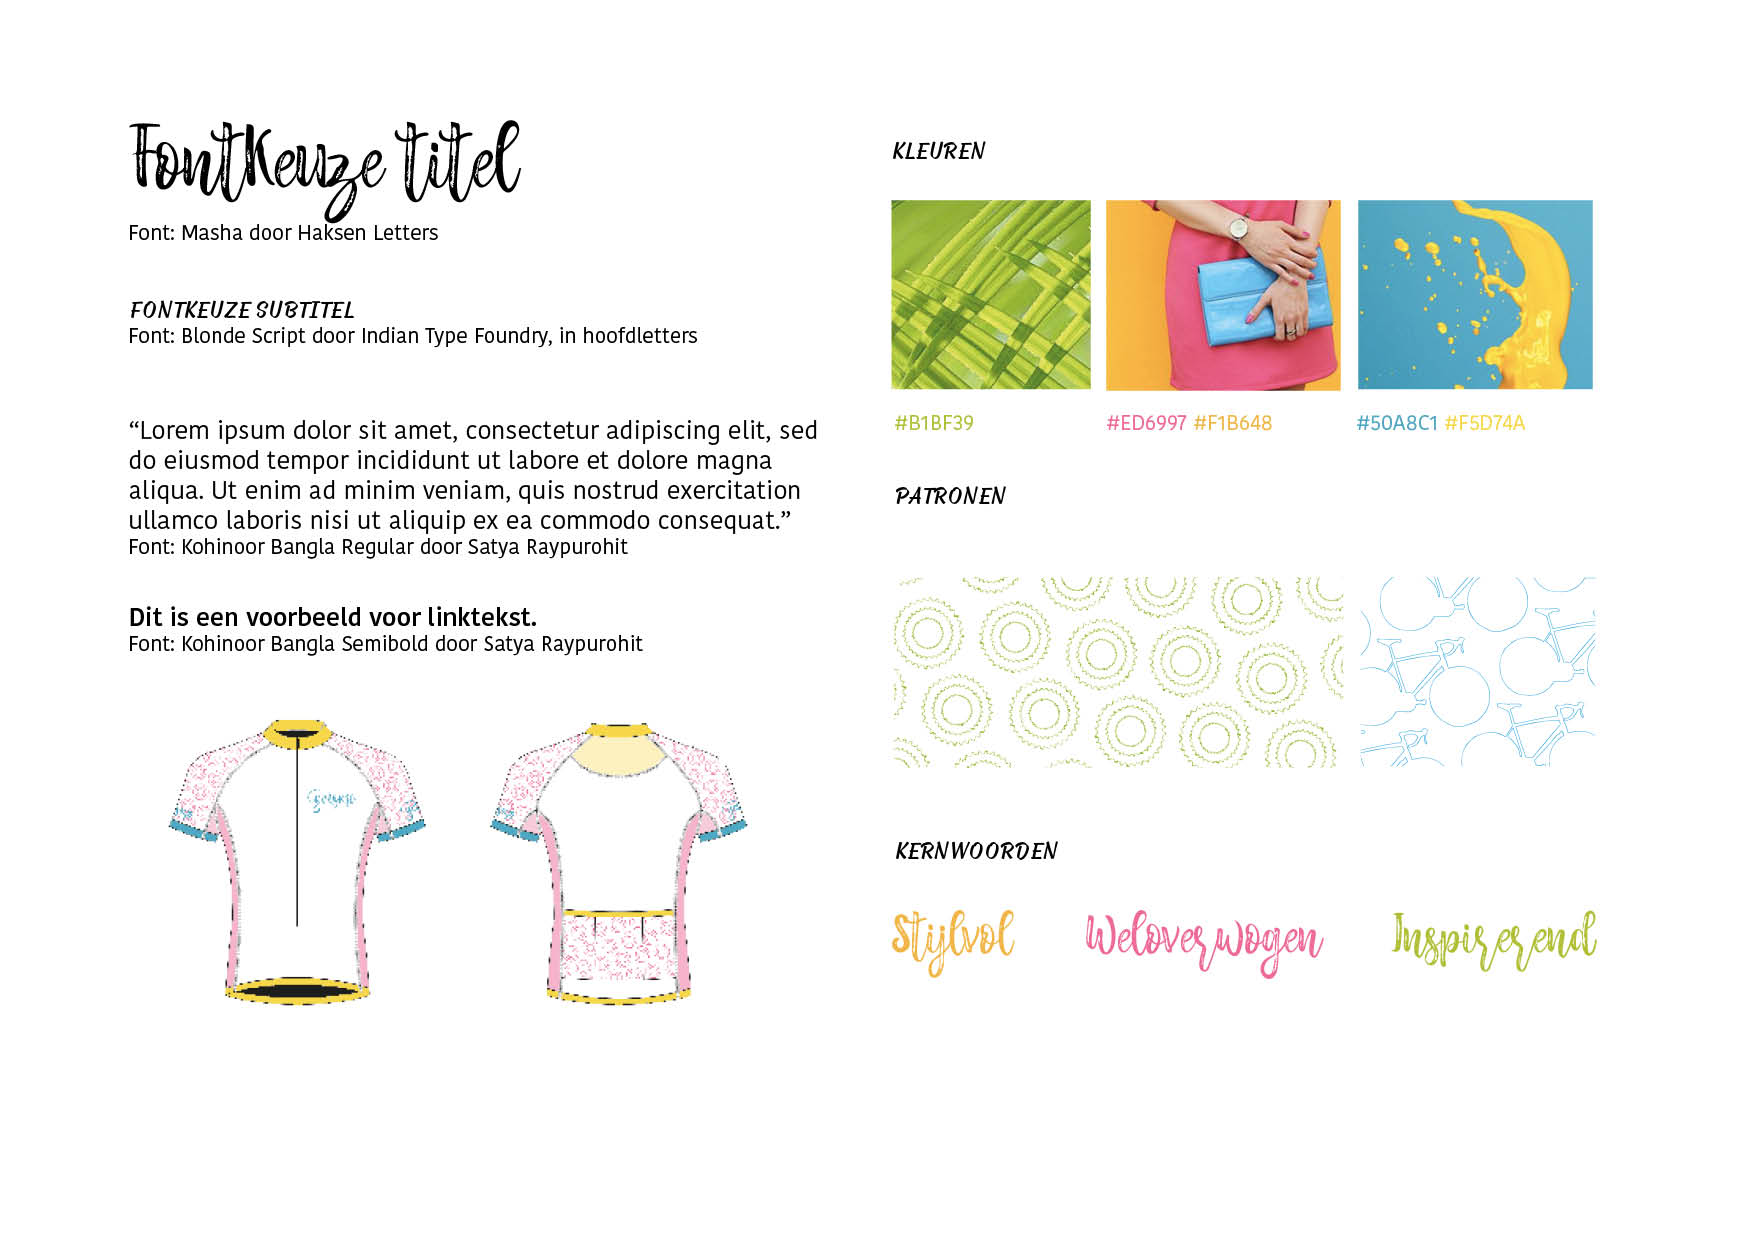 FontKeuze titel
Font: Masha door Haksen Letters
FONTKEUZE SUBTITEL
Font: Blonde Script door Indian Type Foundry, in hoofdletters
“Lorem ipsum dolor sit amet, consectetur adipiscing elit, sed
do eiusmod tempor incididunt ut labore et dolore magna
aliqua. Ut enim ad minim veniam, quis nostrud exercitation
ullamco laboris nisi ut aliquip ex ea commodo consequat.”
Font: Kohinoor Bangla Regular door Satya Raypurohit
Dit is een voorbeeld voor linktekst.
Font: Kohinoor Bangla Semibold door Satya Raypurohit
KLEUREN
#B1BF39
#ED6997 #F1B648
#50A8C1 #F5D74A
PATRONEN
KERNWOORDEN
Stijlvol
Weloverwogen
Inspirerend